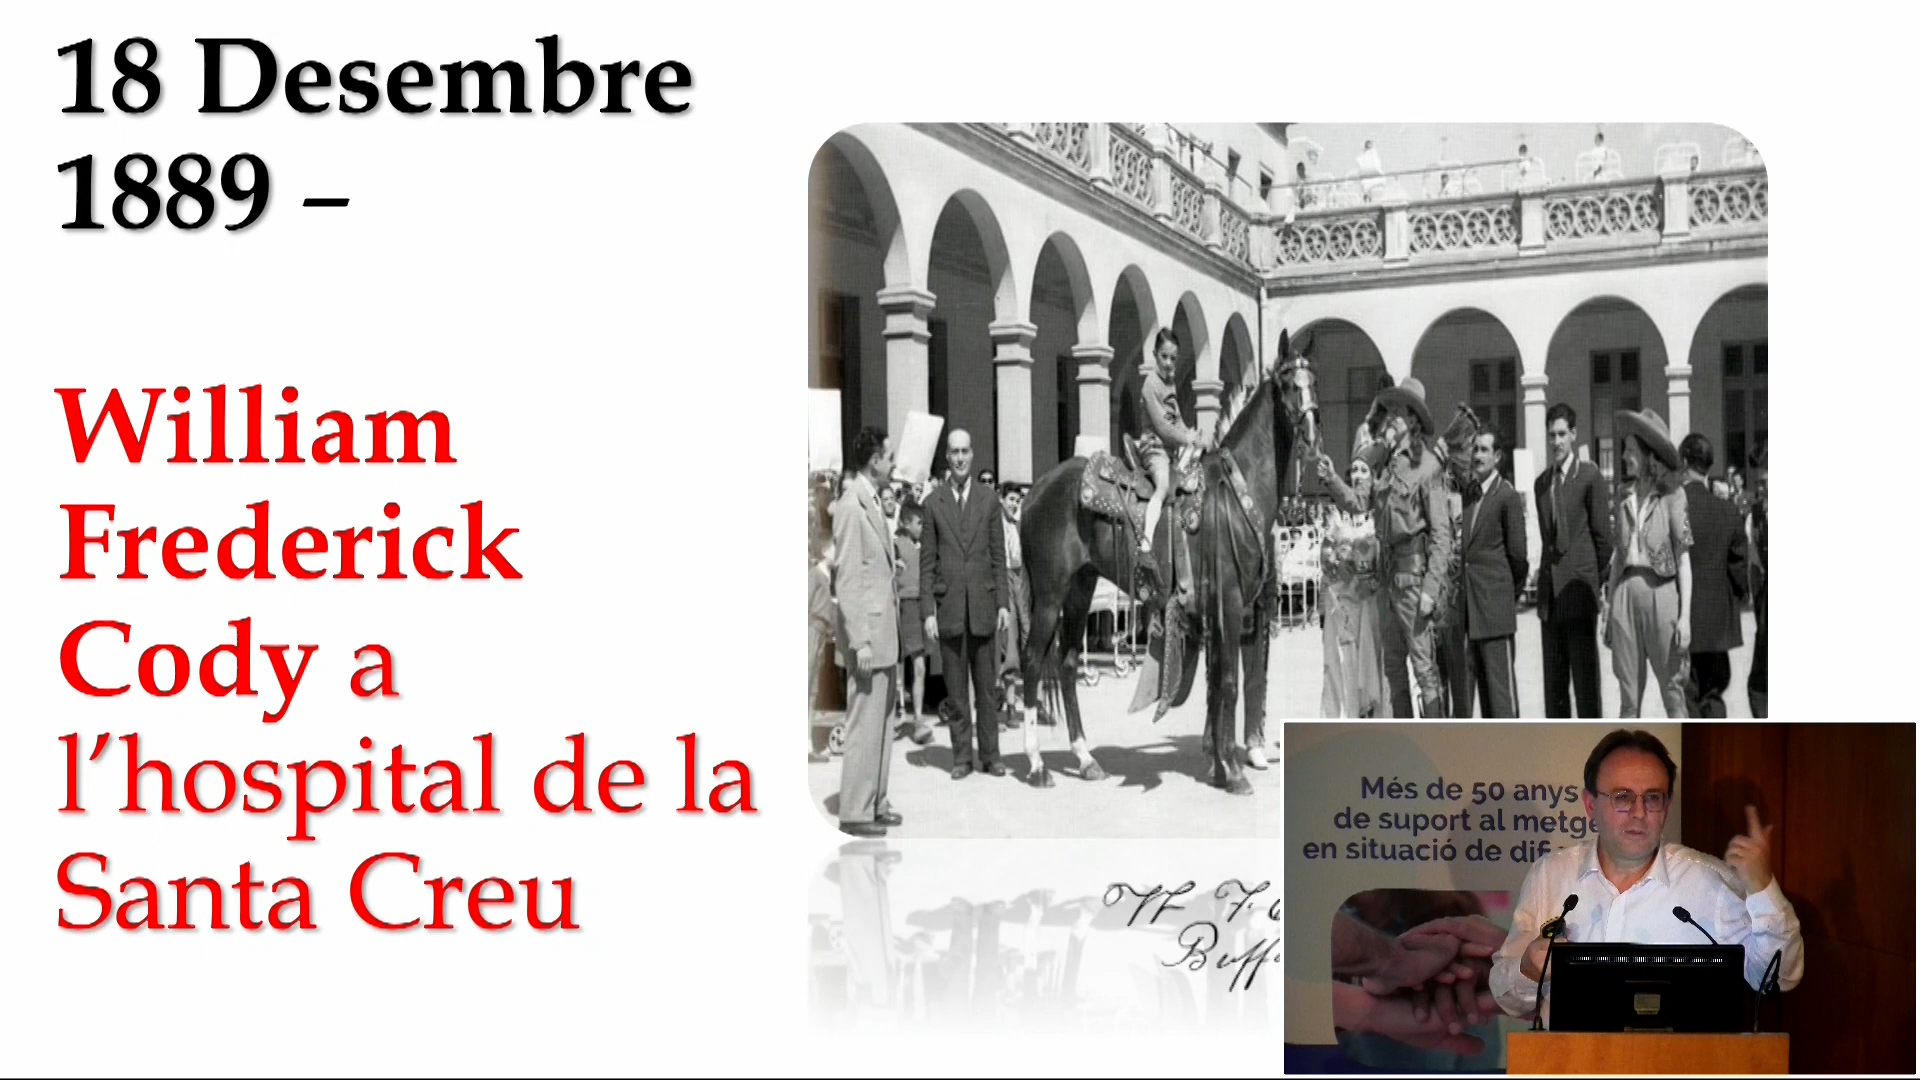 18 Desembre
1889 –
William
Frederick
Cody a
l’hospital de la
Santa Creu
Més de 50 anys
de suport al metge
en situació de